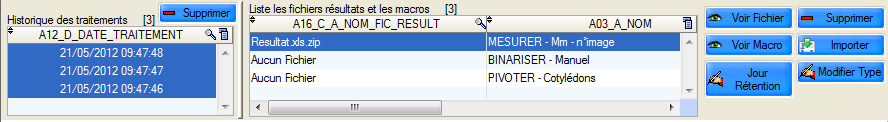 Historique des traitements [3] Supprimer
A12_D_DATE_TRAITEMENT
21/05/2012 09:47:48
21/05/2012 09:47:47
21/05/2012 09:47:46
Liste les fichiers résultats et les macros [3]
A16_C_A_NOM_FIC_RESULT A03_A_NOM
Resultat.xls.zip MESURER - Mm - n°image
Aucun Fichier BINARISER - Manuel
Aucun Fichier PIVOTER - Cotylédons
Voir Fichier Supprimer
Voir Macro Importer
Jour Rétention Modifier Type